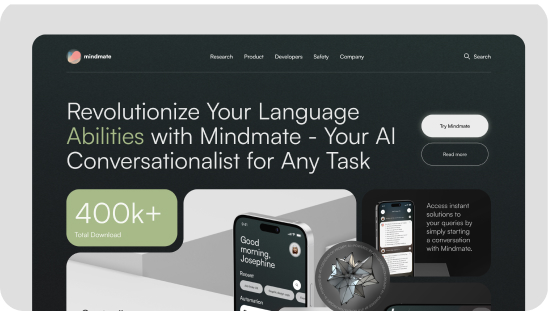 mindmate
Research Product Developers Safety Company
Search
Revolutionize Your Language
Abilities with Mindmate - Your AI
Conversationalist for Any Task
Try Mindmate
Read more
400k+
Total Download
Good
morning,
Josephine
Recent
Automation
Access instant
solutions to
your queries by
simply starting
a conversation
with Mindmate.